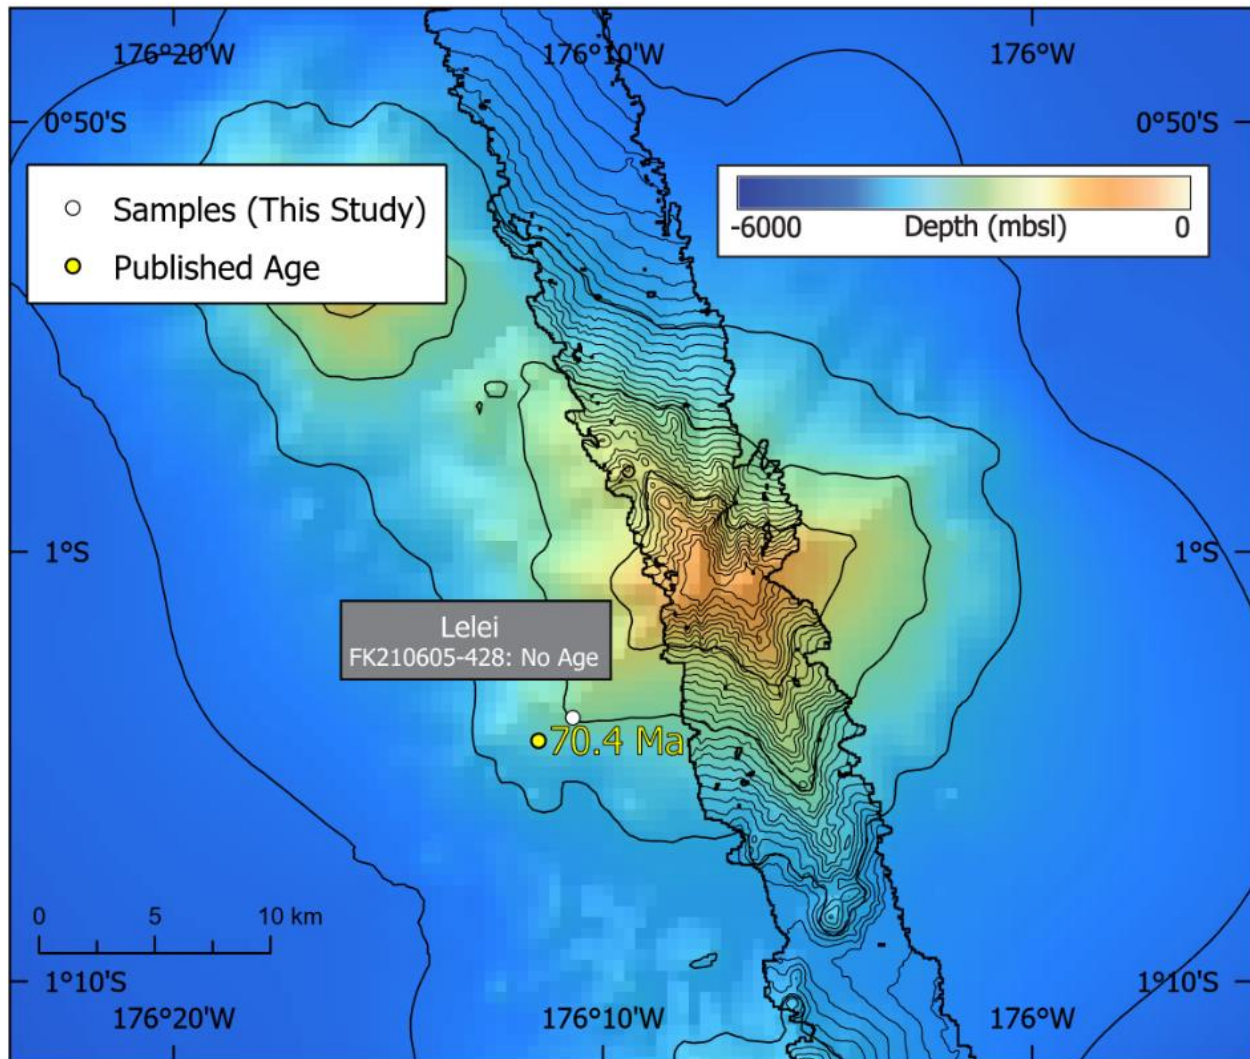 176°20'W 176°10'W 176°W
0°50'S 0°50'S
Samples (This Study)
Published Age
-6000 Depth (mbsl) 0
1°S 1°S
Lelei
FK210605-428: No Age
70.4 Ma
0 5 10 km
1°10'S 1°10'S
176°20'W 176°10'W 176°W